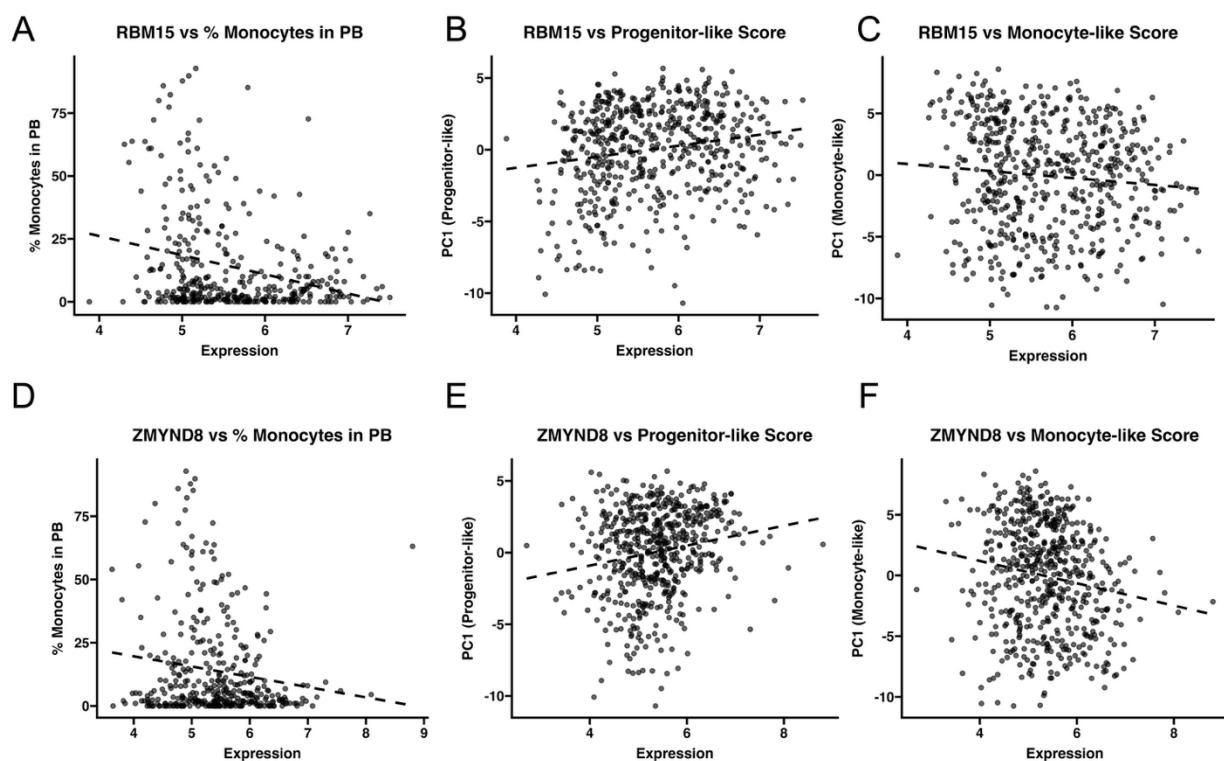 A
RBM15 vs % Monocytes in PB
% Monocytes in PB
75
50
25
0
4 5 6 7
Expression
B
RBM15 vs Progenitor-like Score
PC1 (Progenitor-like)
5
0
-5
-10
4 5 6 7
Expression
C
RBM15 vs Monocyte-like Score
PC1 (Monocyte-like)
5
0
-5
-10
4 5 6 7
Expression
D
ZMYND8 vs % Monocytes in PB
% Monocytes in PB
75
50
25
0
4 5 6 7 8 9
Expression
E
ZMYND8 vs Progenitor-like Score
PC1 (Progenitor-like)
5
0
-5
-10
4 6 8
Expression
F
ZMYND8 vs Monocyte-like Score
PC1 (Monocyte-like)
5
0
-5
-10
4 6 8
Expression